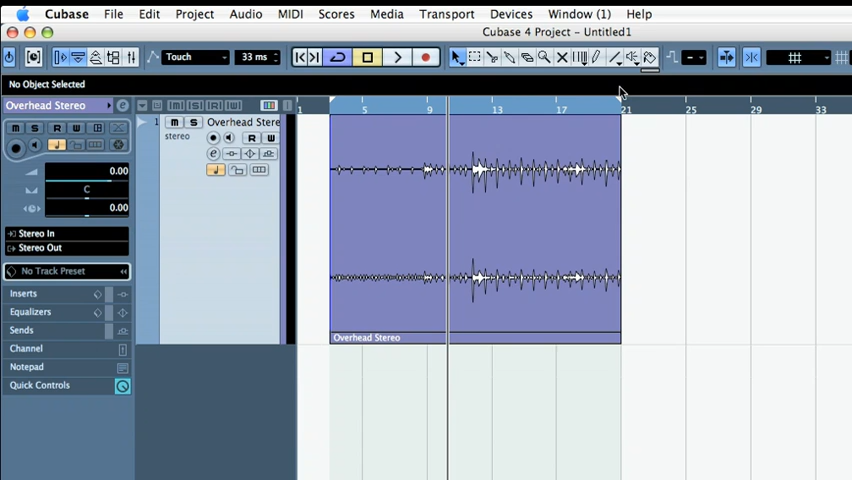 Cubase File Edit Project Audio MIDI Scores Media Transport Devices Window (1) Help
Cubase 4 Project - Untitled1
Touch 33 ms
No Object Selected
Overhead Stereo 1 5 9 13 17 21 25 29 33
m S R W 1 m S Overhead Stere
stereo
R W
0.00
C
0.00
Stereo In
Stereo Out
No Track Preset
Inserts
Equalizers
Sends
Overhead Stereo
Channel
Notepad
Quick Controls